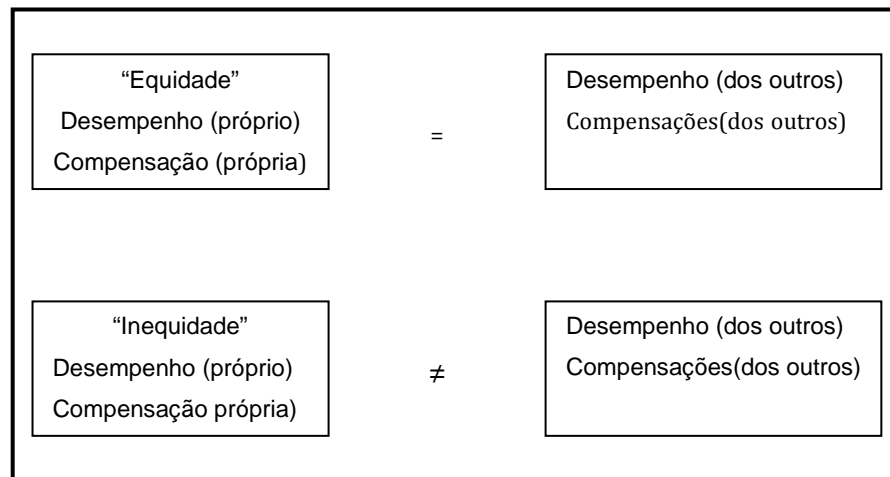 “Equidade”
Desempenho (próprio)
Compensação (própria)
=
Desempenho (dos outros)
Compensações(dos outros)
“Inequidade”
Desempenho (próprio)
Compensação própria)
≠
Desempenho (dos outros)
Compensações(dos outros)